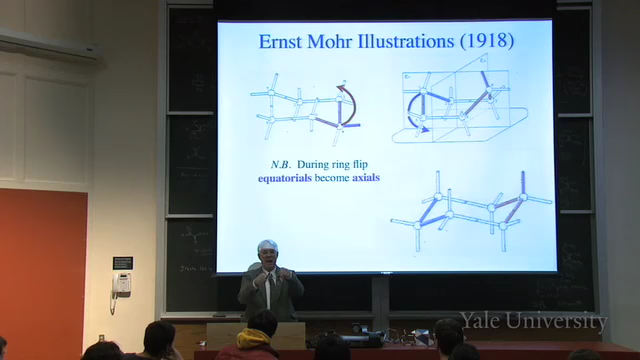 Ernst Mohr Illustrations (1918)
N.B. During ring flip
equatorials become axials
Yale University